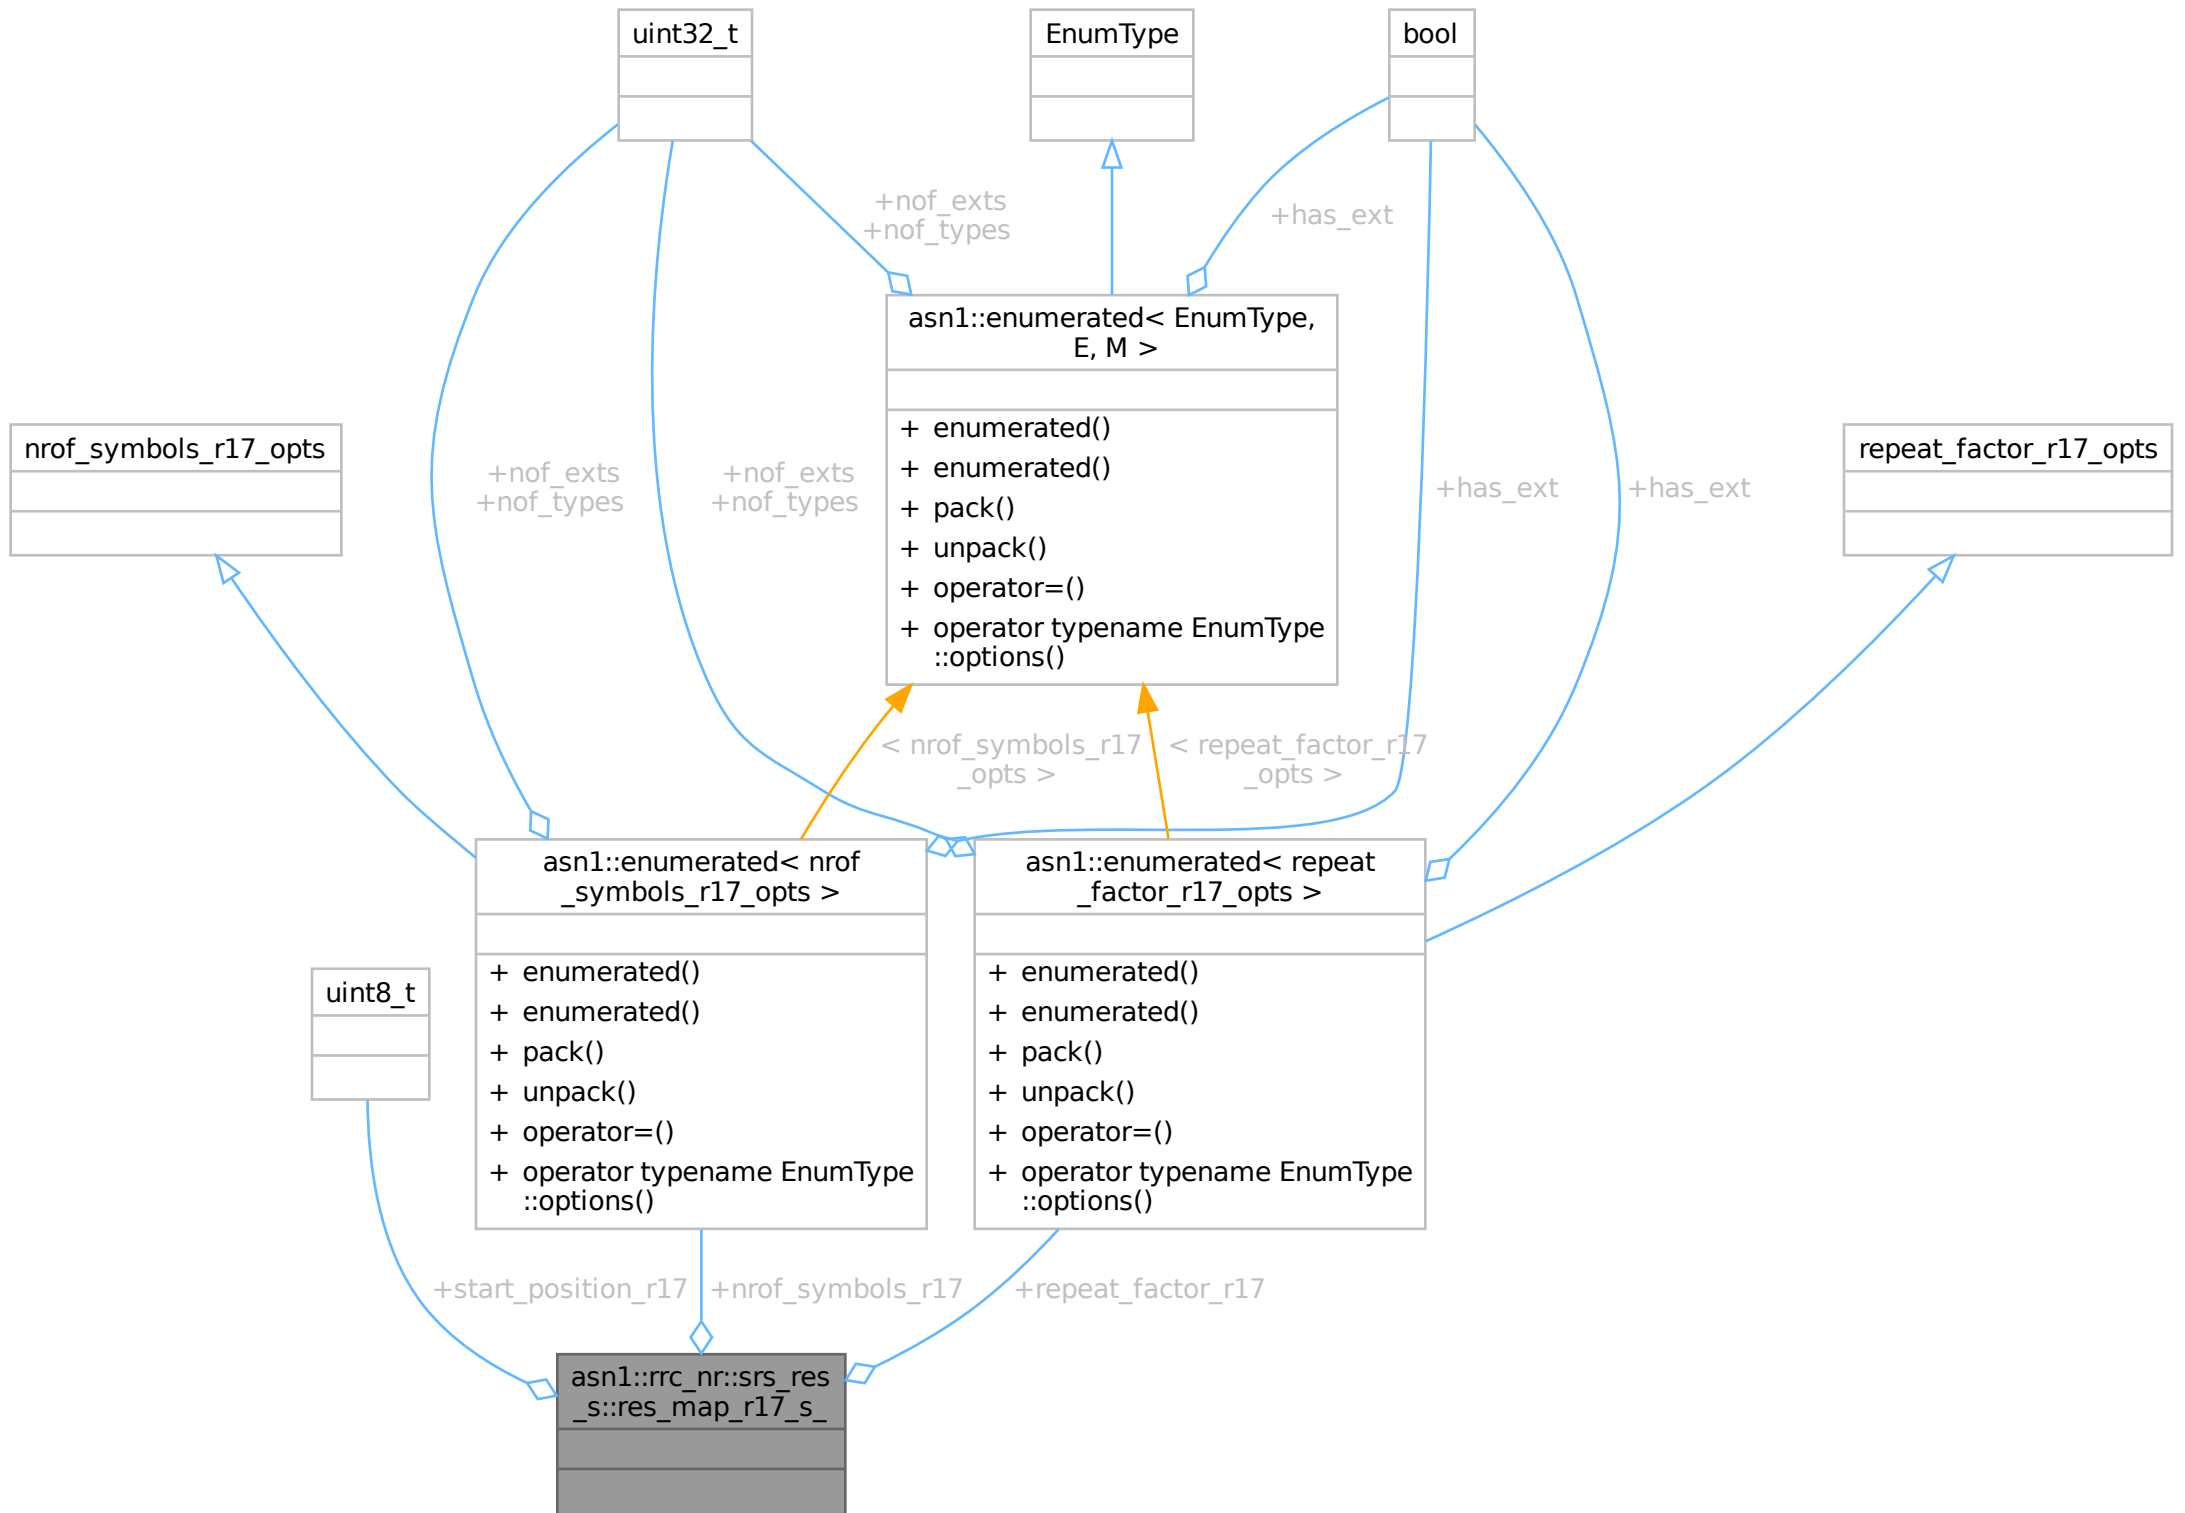 uint32_t
EnumType
bool
+nof_exts
+nof_types
+has_ext
asn1::enumerated< EnumType,
E, M >
+ enumerated()
+ enumerated()
+ pack()
+ unpack()
+ operator=()
+ operator typename EnumType
::options()
nrof_symbols_r17_opts
+nof_exts
+nof_types
+nof_exts
+nof_types
+has_ext
+has_ext
repeat_factor_r17_opts
< nrof_symbols_r17
_opts >
< repeat_factor_r17
_opts >
asn1::enumerated< nrof
_symbols_r17_opts >
+ enumerated()
+ enumerated()
+ pack()
+ unpack()
+ operator=()
+ operator typename EnumType
::options()
asn1::enumerated< repeat
_factor_r17_opts >
+ enumerated()
+ enumerated()
+ pack()
+ unpack()
+ operator=()
+ operator typename EnumType
::options()
uint8_t
+start_position_r17
+nrof_symbols_r17
+repeat_factor_r17
asn1::rrc_nr::srs_res
_s::res_map_r17_s_